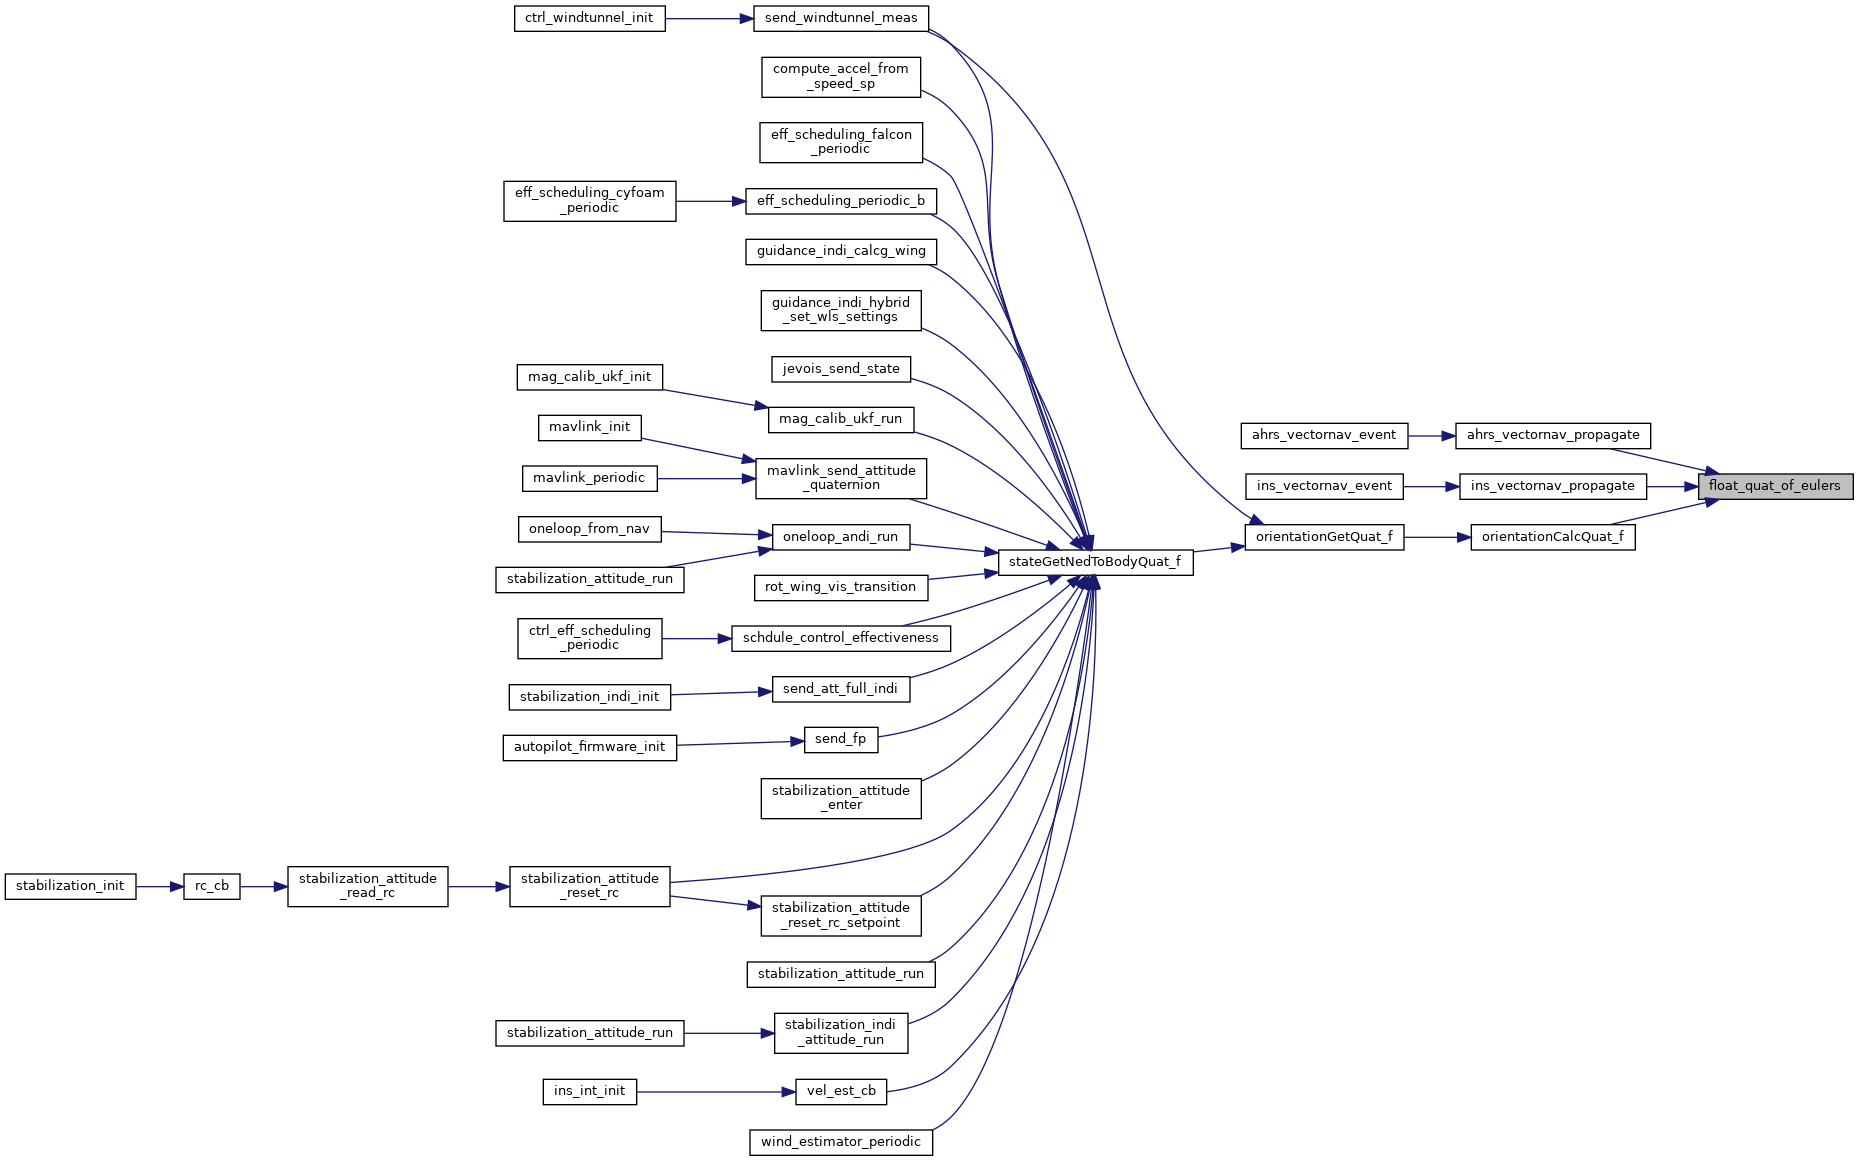 ctrl_windtunnel_init
send_windtunnel_meas
compute_accel_from
_speed_sp
eff_scheduling_falcon
_periodic
eff_scheduling_cyfoam
_periodic
eff_scheduling_periodic_b
guidance_indi_calcg_wing
guidance_indi_hybrid
_set_wls_settings
jevois_send_state
mag_calib_ukf_init
mag_calib_ukf_run
mavlink_init
mavlink_send_attitude
_quaternion
mavlink_periodic
oneloop_from_nav
oneloop_andi_run
stabilization_attitude_run
rot_wing_vis_transition
ctrl_eff_scheduling
_periodic
schdule_control_effectiveness
stabilization_indi_init
send_att_full_indi
autopilot_firmware_init
send_fp
stabilization_attitude
_enter
stabilization_init
rc_cb
stabilization_attitude
_read_rc
stabilization_attitude
_reset_rc
stabilization_attitude
_reset_rc_setpoint
stabilization_attitude_run
stabilization_attitude_run
stabilization_indi
_attitude_run
ins_int_init
vel_est_cb
wind_estimator_periodic
stateGetNedToBodyQuat_f
ahrs_vectornav_event
ahrs_vectornav_propagate
ins_vectornav_event
ins_vectornav_propagate
float_quat_of_eulers
orientationGetQuat_f
orientationCalcQuat_f